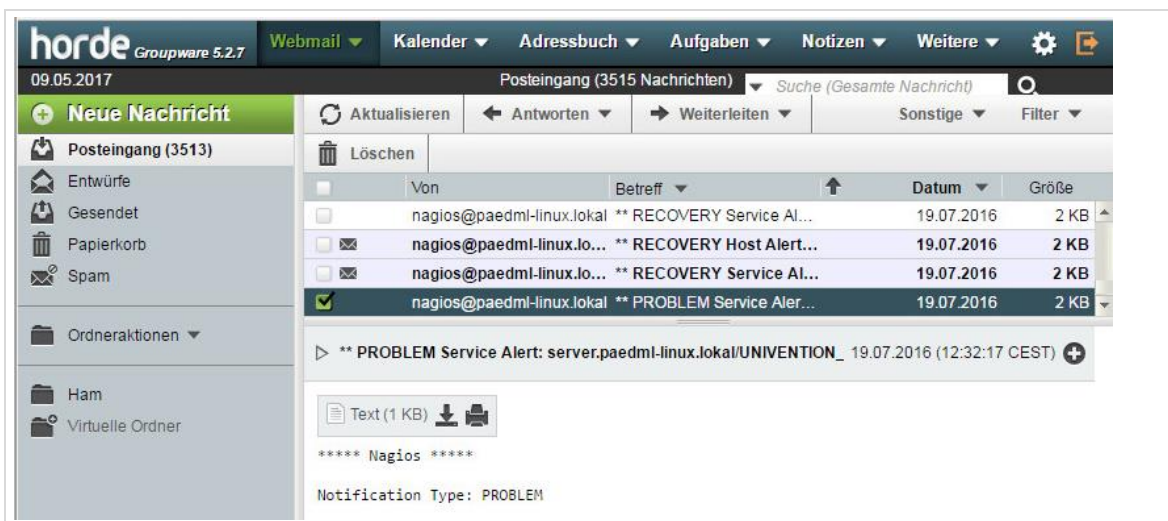 horde Groupware 5.2.7 Webmail Kalender Adressbuch Aufgaben Notizen Weitere
09.05.2017 Posteingang (3515 Nachrichten) Suche (Gesamte Nachricht)
Neue Nachricht Aktualisieren Antworten Weiterleiten Sonstige Filter
Posteingang (3513) Löschen
Entwürfe Von Betreff Datum Größe
Gesendet nagios@paedml-linux.lokal ** RECOVERY Service Al... 19.07.2016 2 KB
Papierkorb nagios@paedml-linux.lo... ** RECOVERY Host Alert... 19.07.2016 2 KB
Spam nagios@paedml-linux.lo... ** RECOVERY Service Al... 19.07.2016 2 KB
nagios@paedml-linux.lokal ** PROBLEM Service Aler... 19.07.2016 2 KB
Ordneraktionen
** PROBLEM Service Alert: server.paedml-linux.lokal/UNIVENTION_ 19.07.2016 (12:32:17 CEST)
Ham
Text (1 KB)
Virtuelle Ordner
***** Nagios *****
Notification Type: PROBLEM